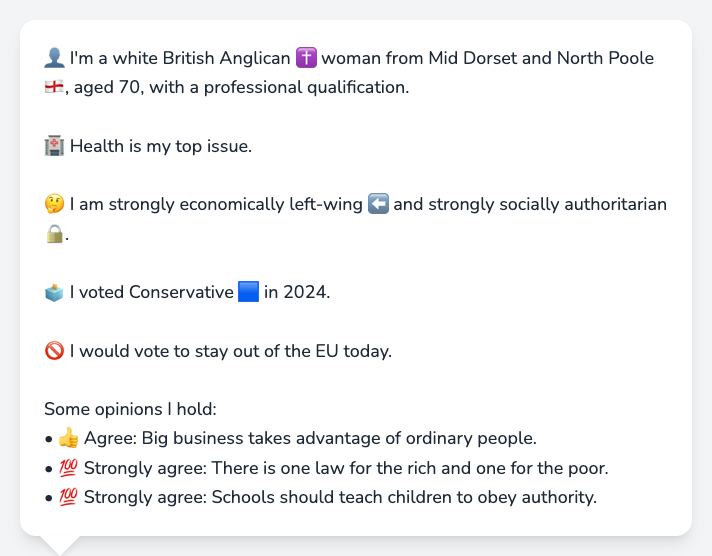 👤 I'm a white British Anglican ✝️ woman from Mid Dorset and North Poole
🏴󠁧󠁢󠁥󠁮󠁧󠁿, aged 70, with a professional qualification.
🏥 Health is my top issue.
🤔 I am strongly economically left-wing ⬅️ and strongly socially authoritarian
🔒.
🗳️ I voted Conservative 🟦 in 2024.
🚫 I would vote to stay out of the EU today.
Some opinions I hold:
• 👍 Agree: Big business takes advantage of ordinary people.
• 💯 Strongly agree: There is one law for the rich and one for the poor.
• 💯 Strongly agree: Schools should teach children to obey authority.